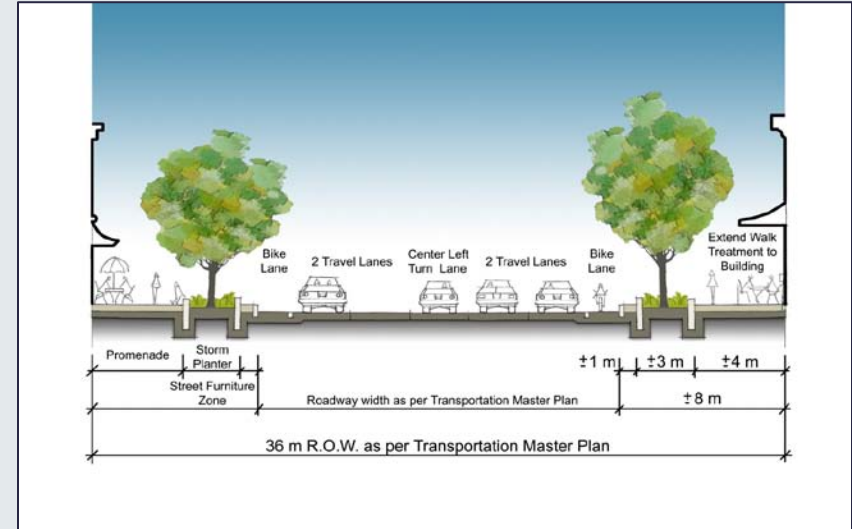 Bike
Lane
2 Travel Lanes
Center Left
Turn Lane
2 Travel Lanes
Bike
Lane
Extend Walk
Treatment to
Building
Promenade
Storm
Planter
±1 m
±3 m
±4 m
Street Furniture
Zone
Roadway width as per Transportation Master Plan
±8 m
36 m R.O.W. as per Transportation Master Plan